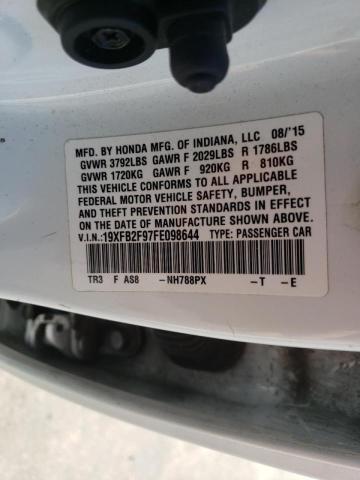 MFD. BY HONDA MFG. OF INDIANA, LLC 08/'15
GVWR 3792LBS GAWR F 2029LBS R 1786LBS
GVWR 1720KG GAWR F 920KG R 810KG
THIS VEHICLE CONFORMS TO ALL APPLICABLE
FEDERAL MOTOR VEHICLE SAFETY, BUMPER,
AND THEFT PREVENTION STANDARDS IN EFFECT
ON THE DATE OF MANUFACTURE SHOWN ABOVE.
V.I.N.: 19XFB2F97FE098644 TYPE: PASSENGER CAR
TR3 F AS8 -NH788PX -T -E